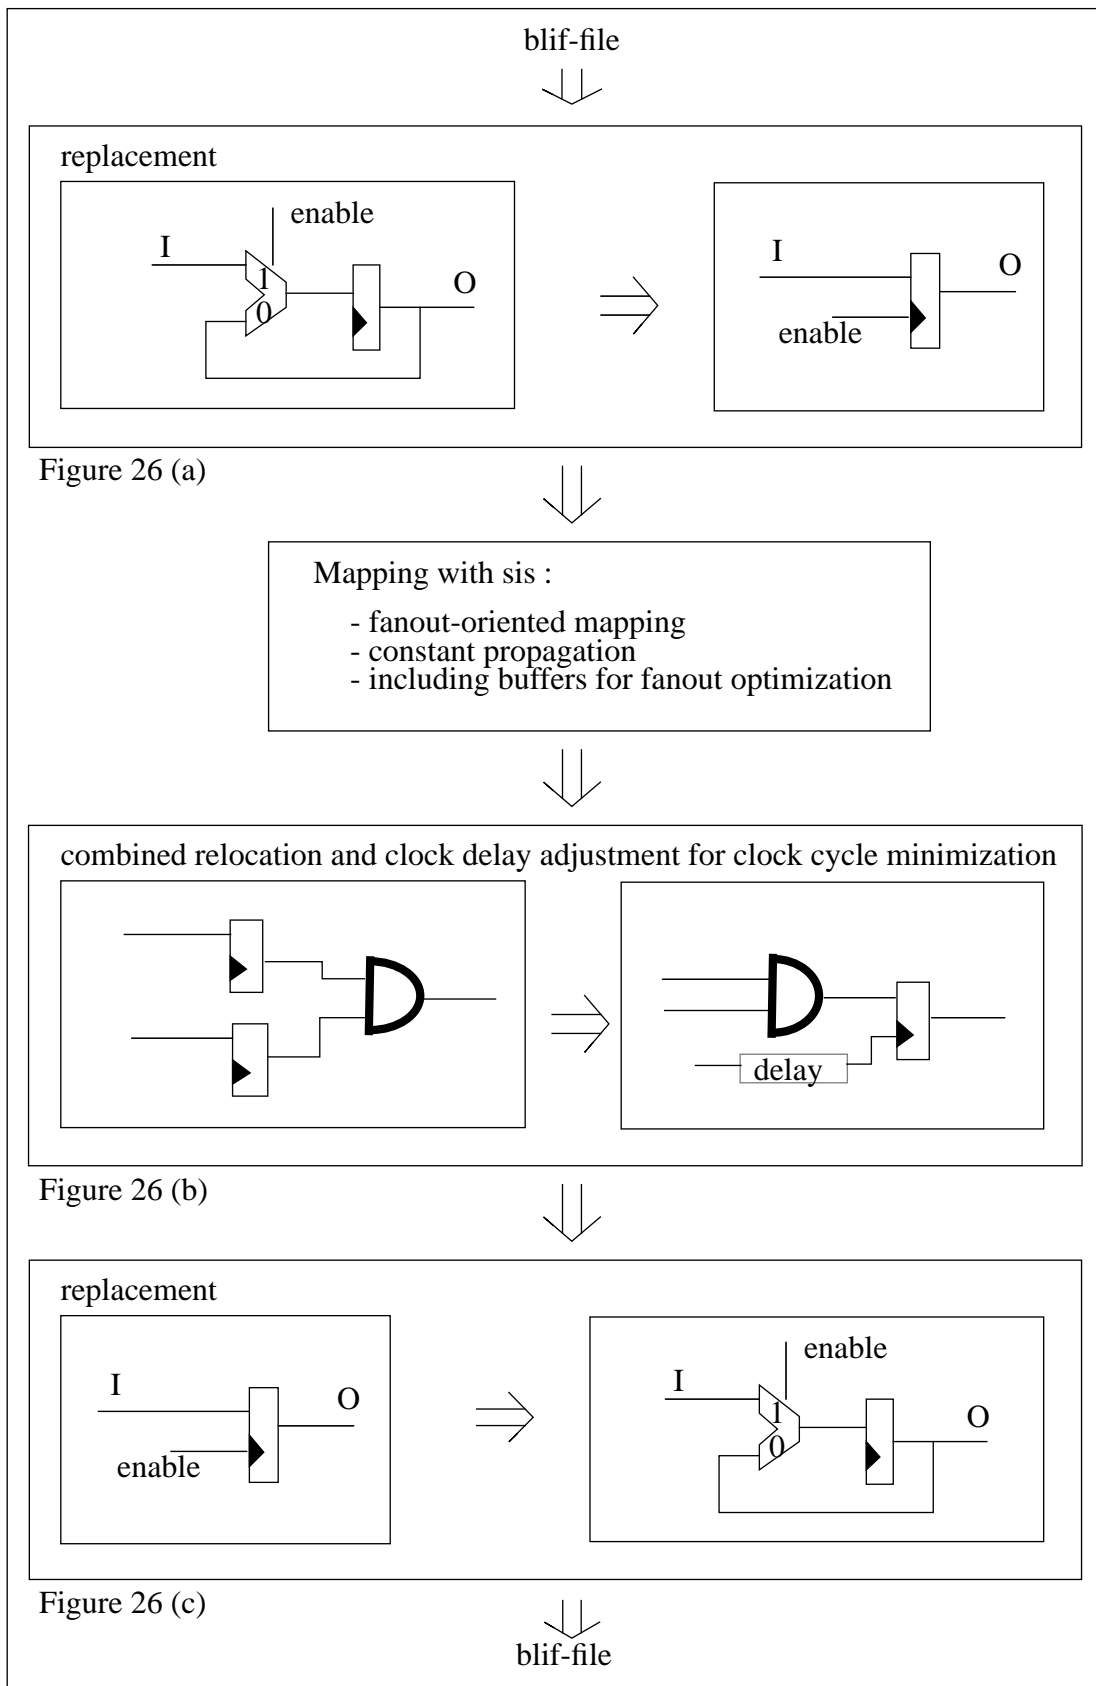 blif-file
replacement
enable
I
1
0
O
I
O
enable
Figure 26 (a)
Mapping with sis :
- fanout-oriented mapping
- constant propagation
- including buffers for fanout optimization
combined relocation and clock delay adjustment for clock cycle minimization
delay
Figure 26 (b)
replacement
I
O
enable
enable
I
1
0
O
Figure 26 (c)
blif-file